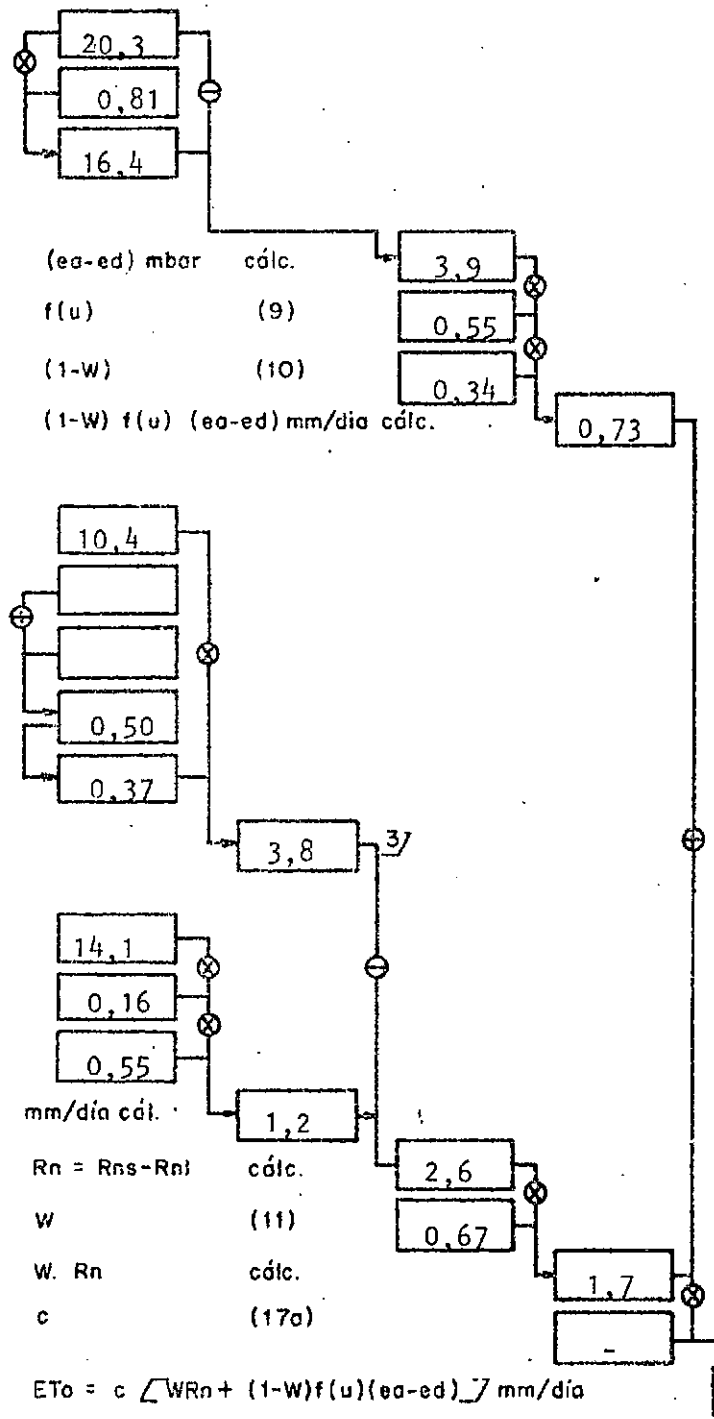 20,3
0,81
16,4
(ea-ed) mbar cálc.
3,9
f(u) (9)
0,55
(1-W) (10)
0,34
(1-W) f(u) (ea-ed) mm/día cálc.
0,73
10,4
0,50
0,37
3,8
3/
14,1
0,16
0,55
mm/día cál.
1,2
Rn = Rns-Rnl cálc.
2,6
W (11)
0,67
W. Rn cálc.
1,7
c (17a)
-
ETo = c [WRn + (1-W)f(u)(ea-ed)_7 mm/día